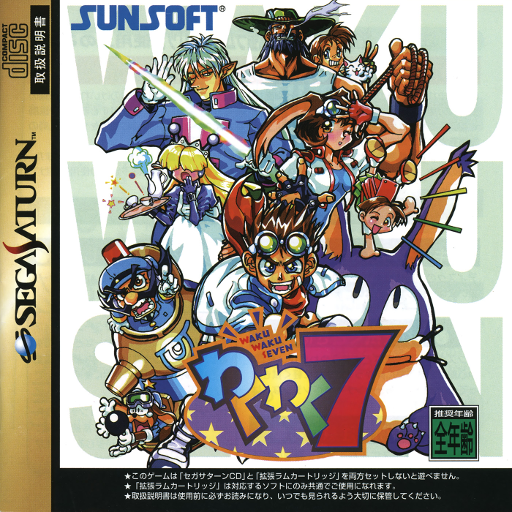 COMPACT
disc
取扱説明書
SUNSOFT®
SEGA SATURN™
WAKU
WAKU
SEVEN
WAKU
WAKU
SEVEN
わくわく7
推奨年齢
全年齢
★このゲームは「セガサターンCD」と「拡張ラムカートリッジ」を両方セットしないと遊べません。
★「拡張ラムカートリッジ」は対応するソフトにのみ共通でご使用になれます。
★取扱説明書は使用前に必ずお読みになり、いつでも見られるよう大切に保管してください。